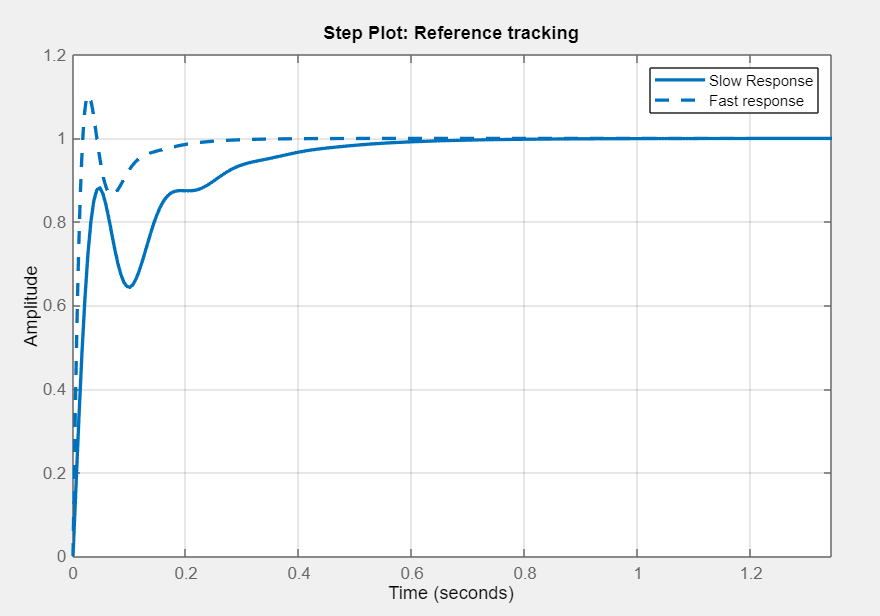 Step Plot: Reference tracking
1.2
1
0.8
0.6
0.4
0.2
0
Amplitude
Slow Response
Fast response
0 0.2 0.4 0.6 0.8 1 1.2
Time (seconds)